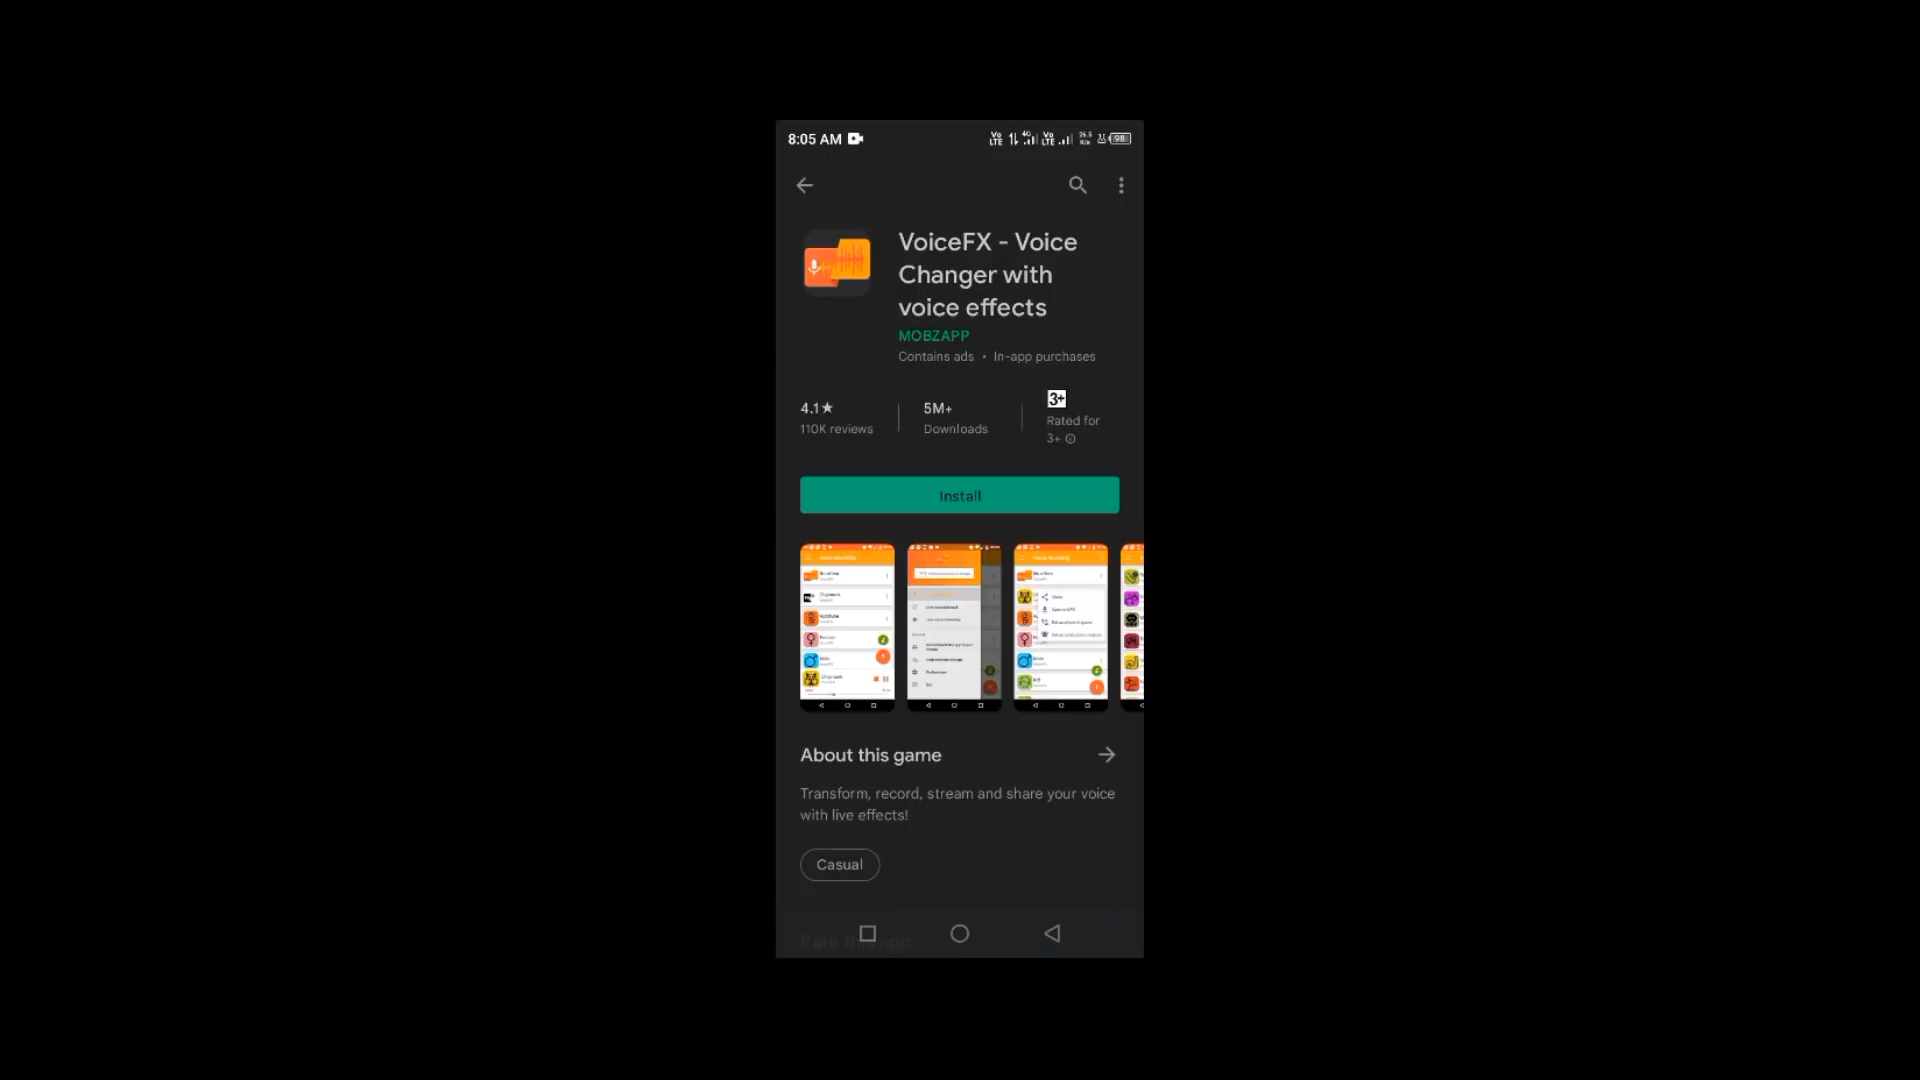 8:05 AM
VoiceFX - Voice
Changer with
voice effects
MOBZAPP
Contains ads • In-app purchases
4.1★
110K reviews
5M+
Downloads
3+
Rated for
3+
Install
About this game
Transform, record, stream and share your voice
with live effects!
Casual